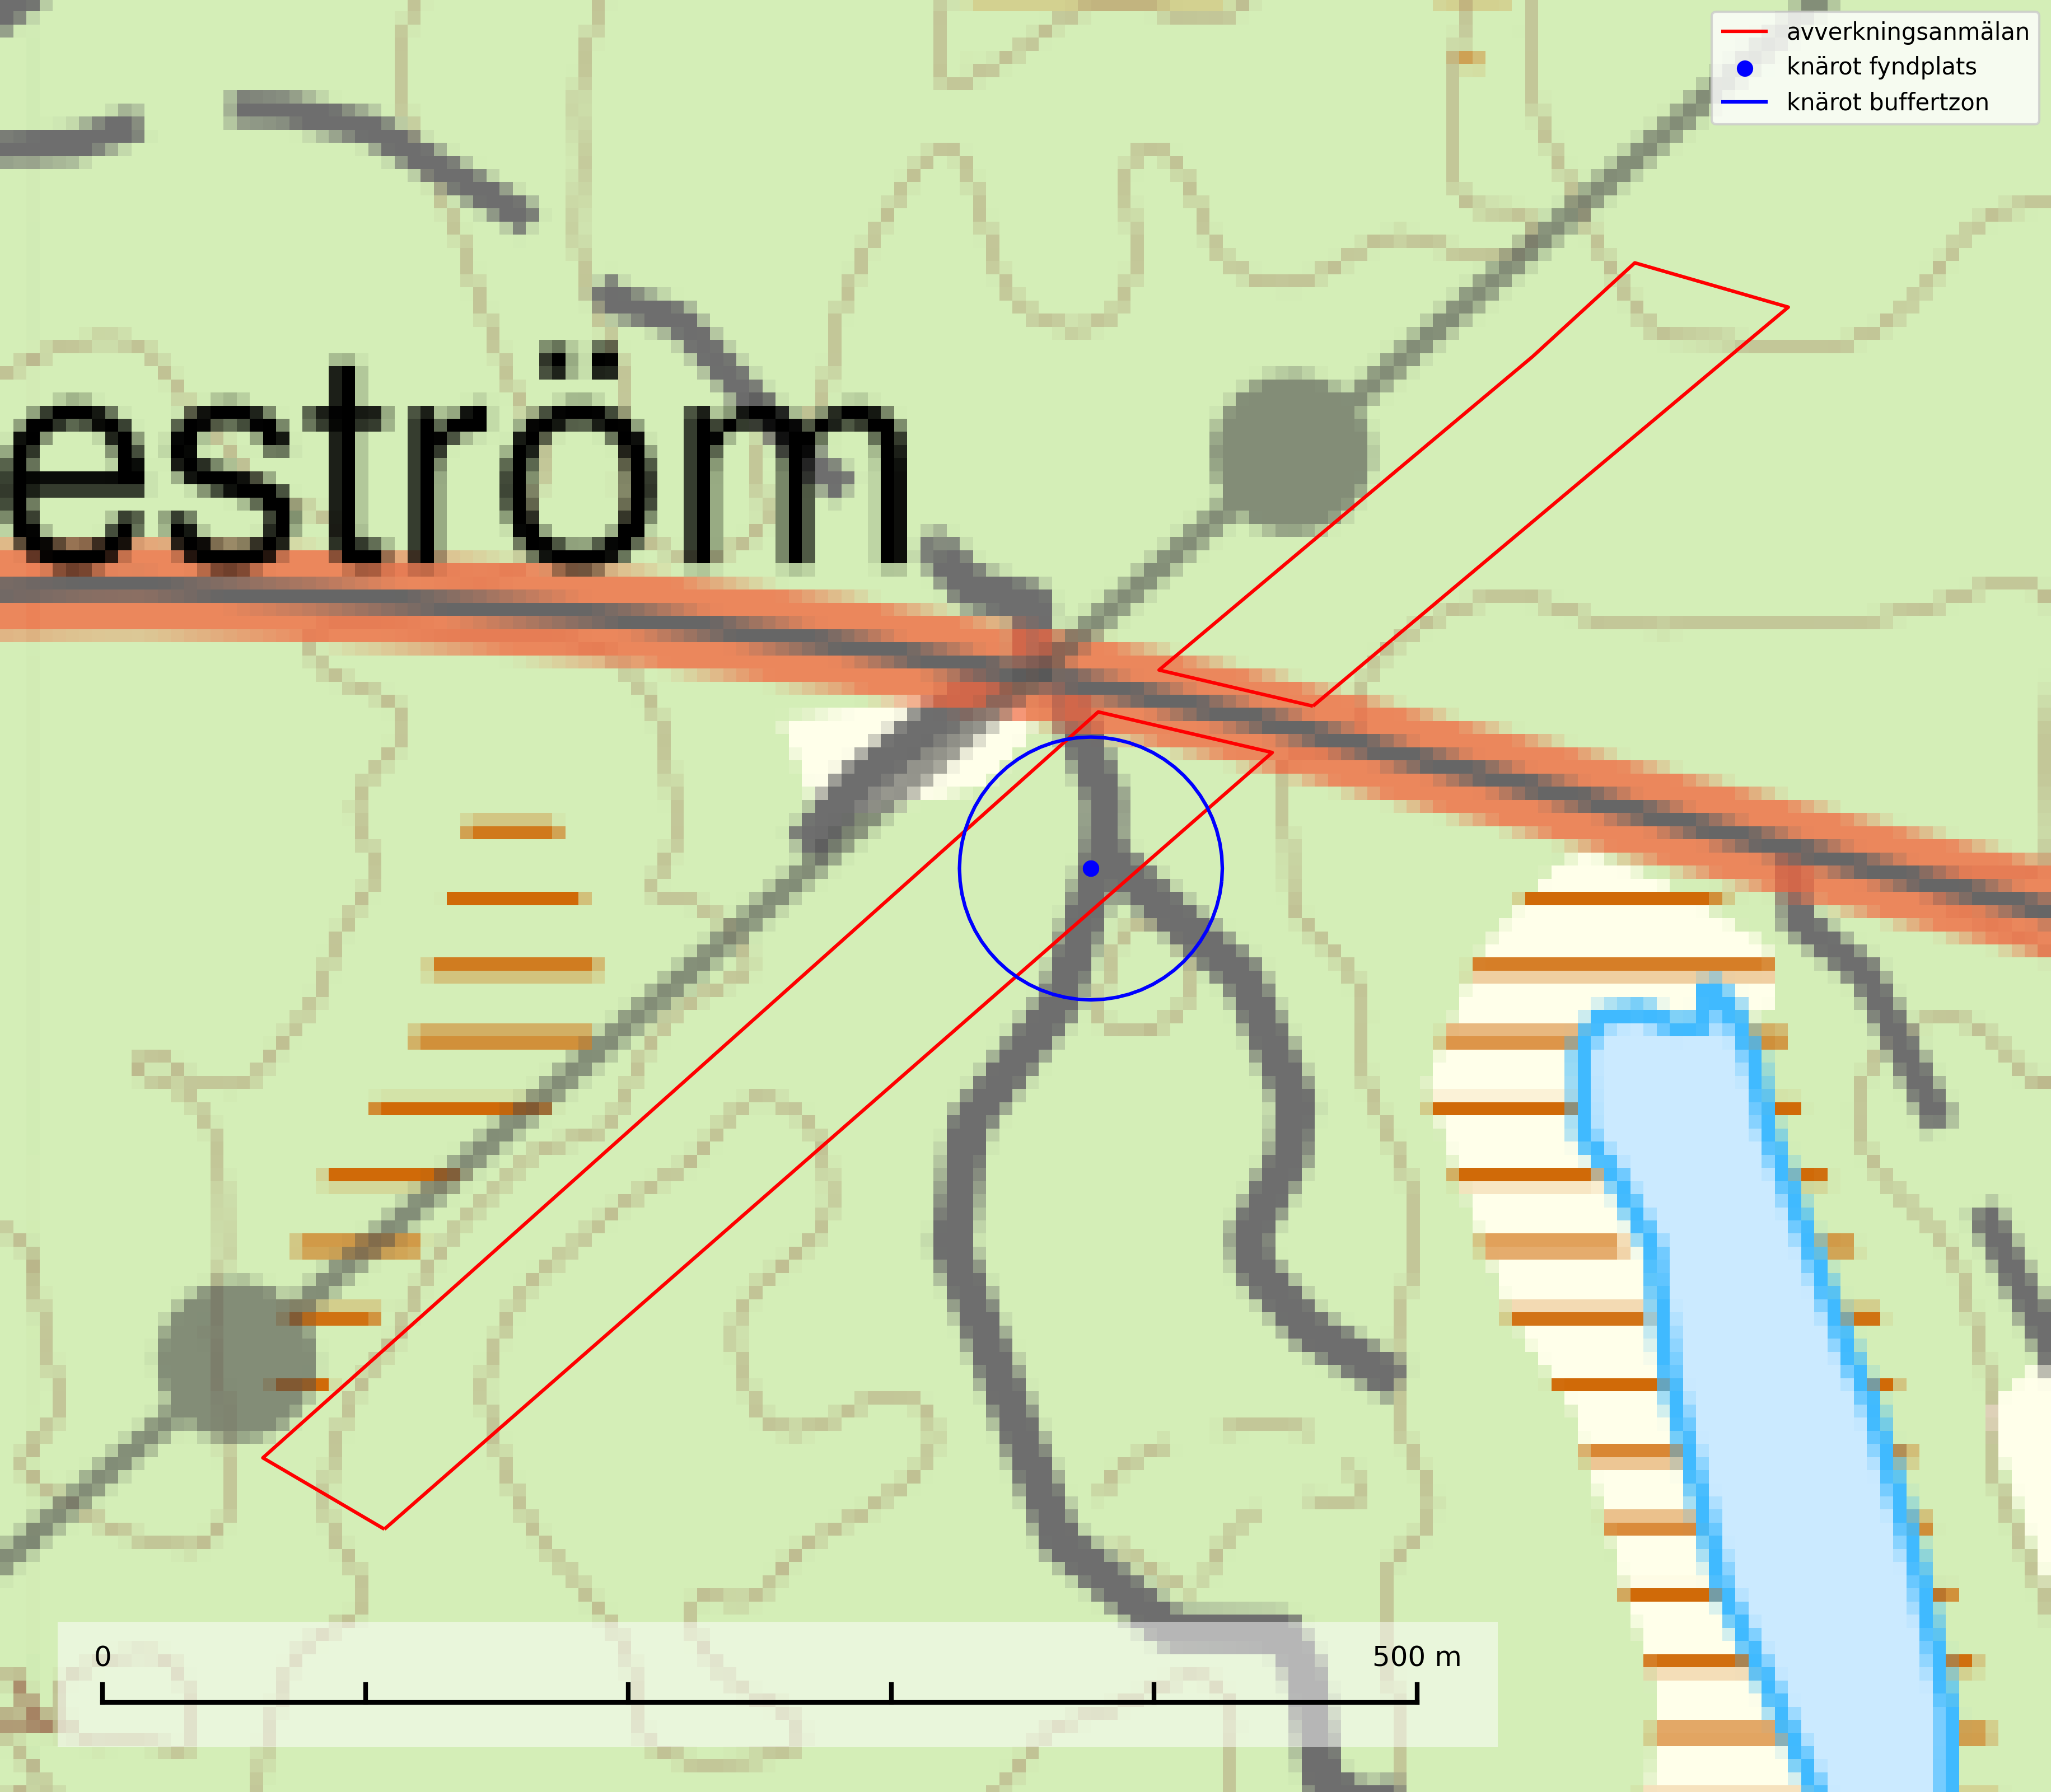 avverkningsanmälan
knärot fyndplats
knärot buffertzon
eström
0 500 m